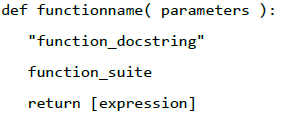 def functionname( parameters ):
"function_docstring"
function_suite
return [expression]